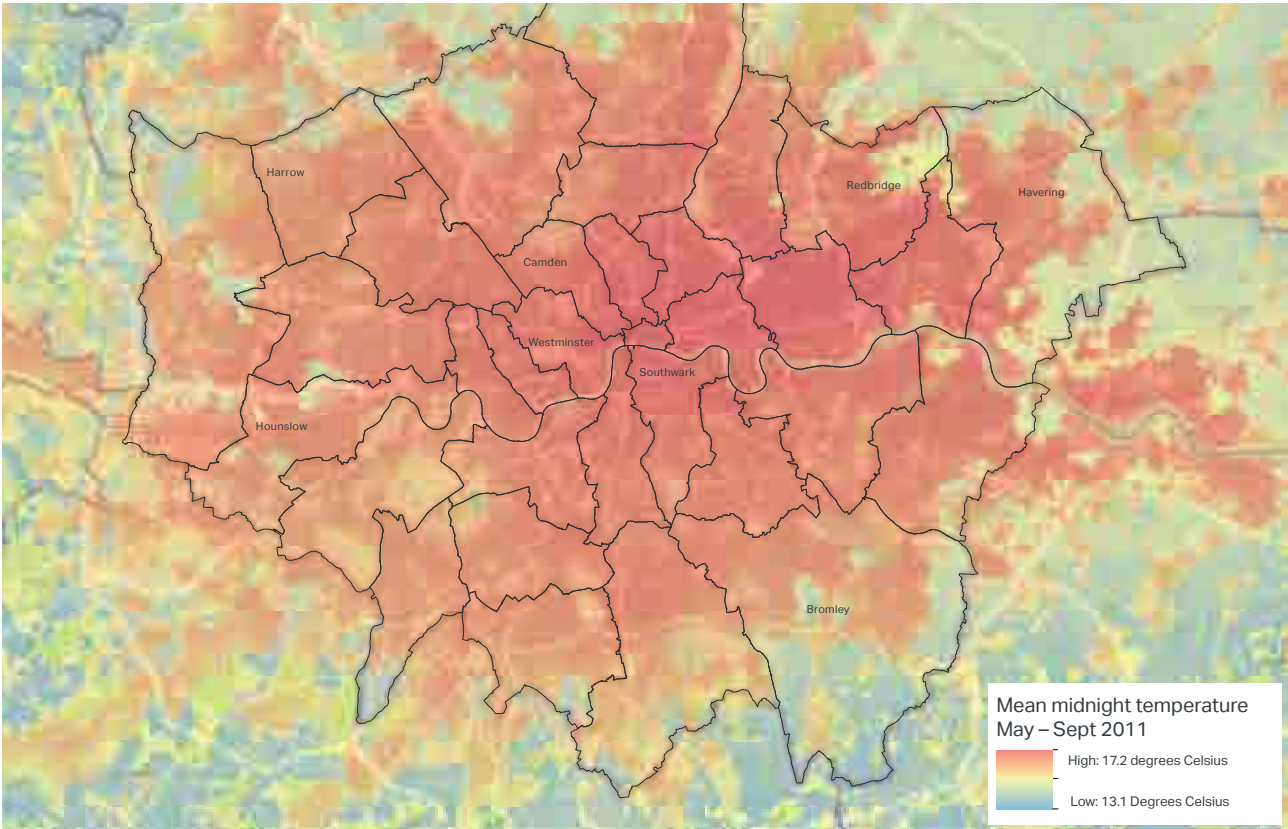 Harrow
Redbridge
Havering
Camden
Westminster
Southwark
Hounslow
Bromley
Mean midnight temperature
May – Sept 2011
High: 17.2 degrees Celsius
Low: 13.1 Degrees Celsius